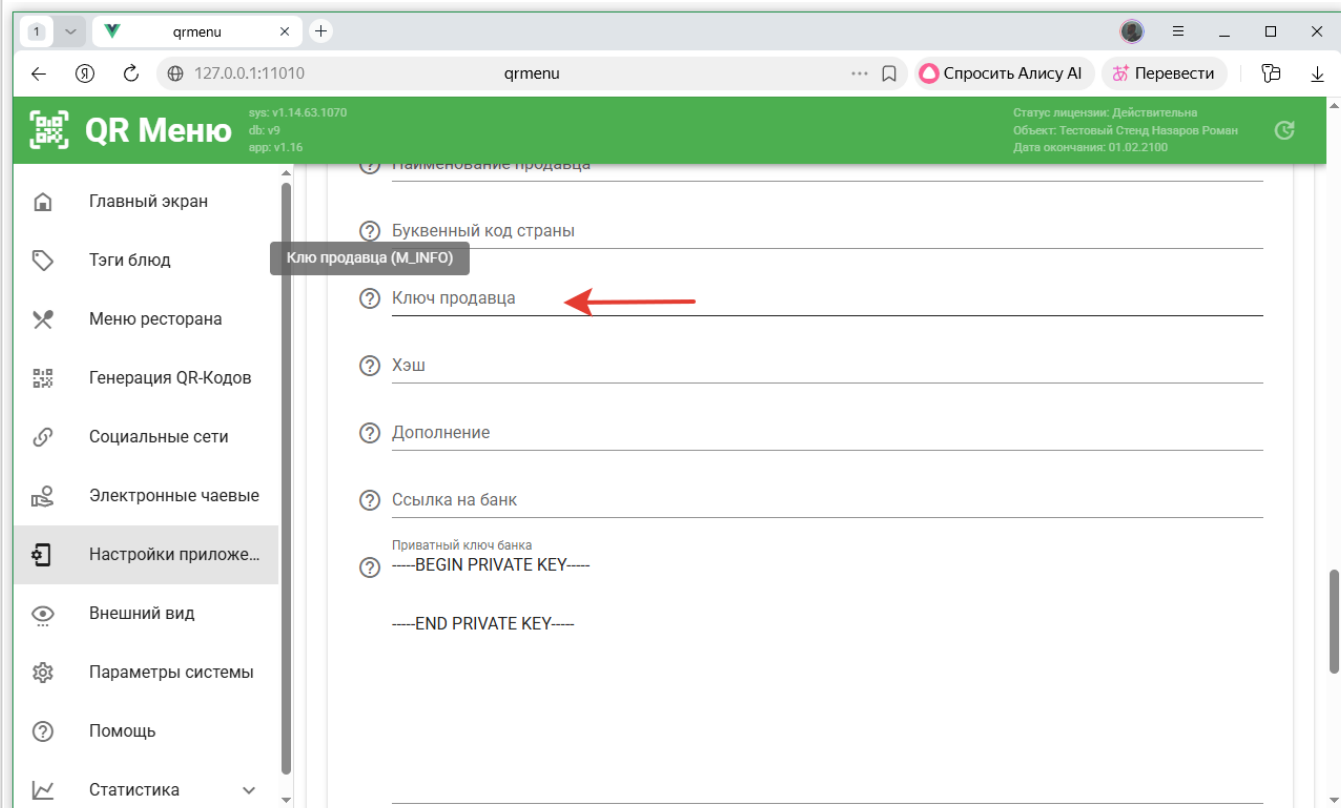 1
qrmenu
127.0.0.1:11010
qrmenu
Спросить Алису AI
Перевести
QR Меню
sys: v1.14.63.1070
db: v9
app: v1.16
Статус лицензии: Действительна
Объект: Тестовый Стенд Назаров Роман
Дата окончания: 01.02.2100
Главный экран
Тэги блюд
Меню ресторана
Генерация QR-Кодов
Социальные сети
Электронные чаевые
Настройки приложе...
Внешний вид
Параметры системы
Помощь
Статистика
Наименование продавца
Буквенный код страны
Клю продавца (M_INFO)
Ключ продавца
Хэш
Дополнение
Ссылка на банк
Приватный ключ банка
-----BEGIN PRIVATE KEY-----
-----END PRIVATE KEY-----